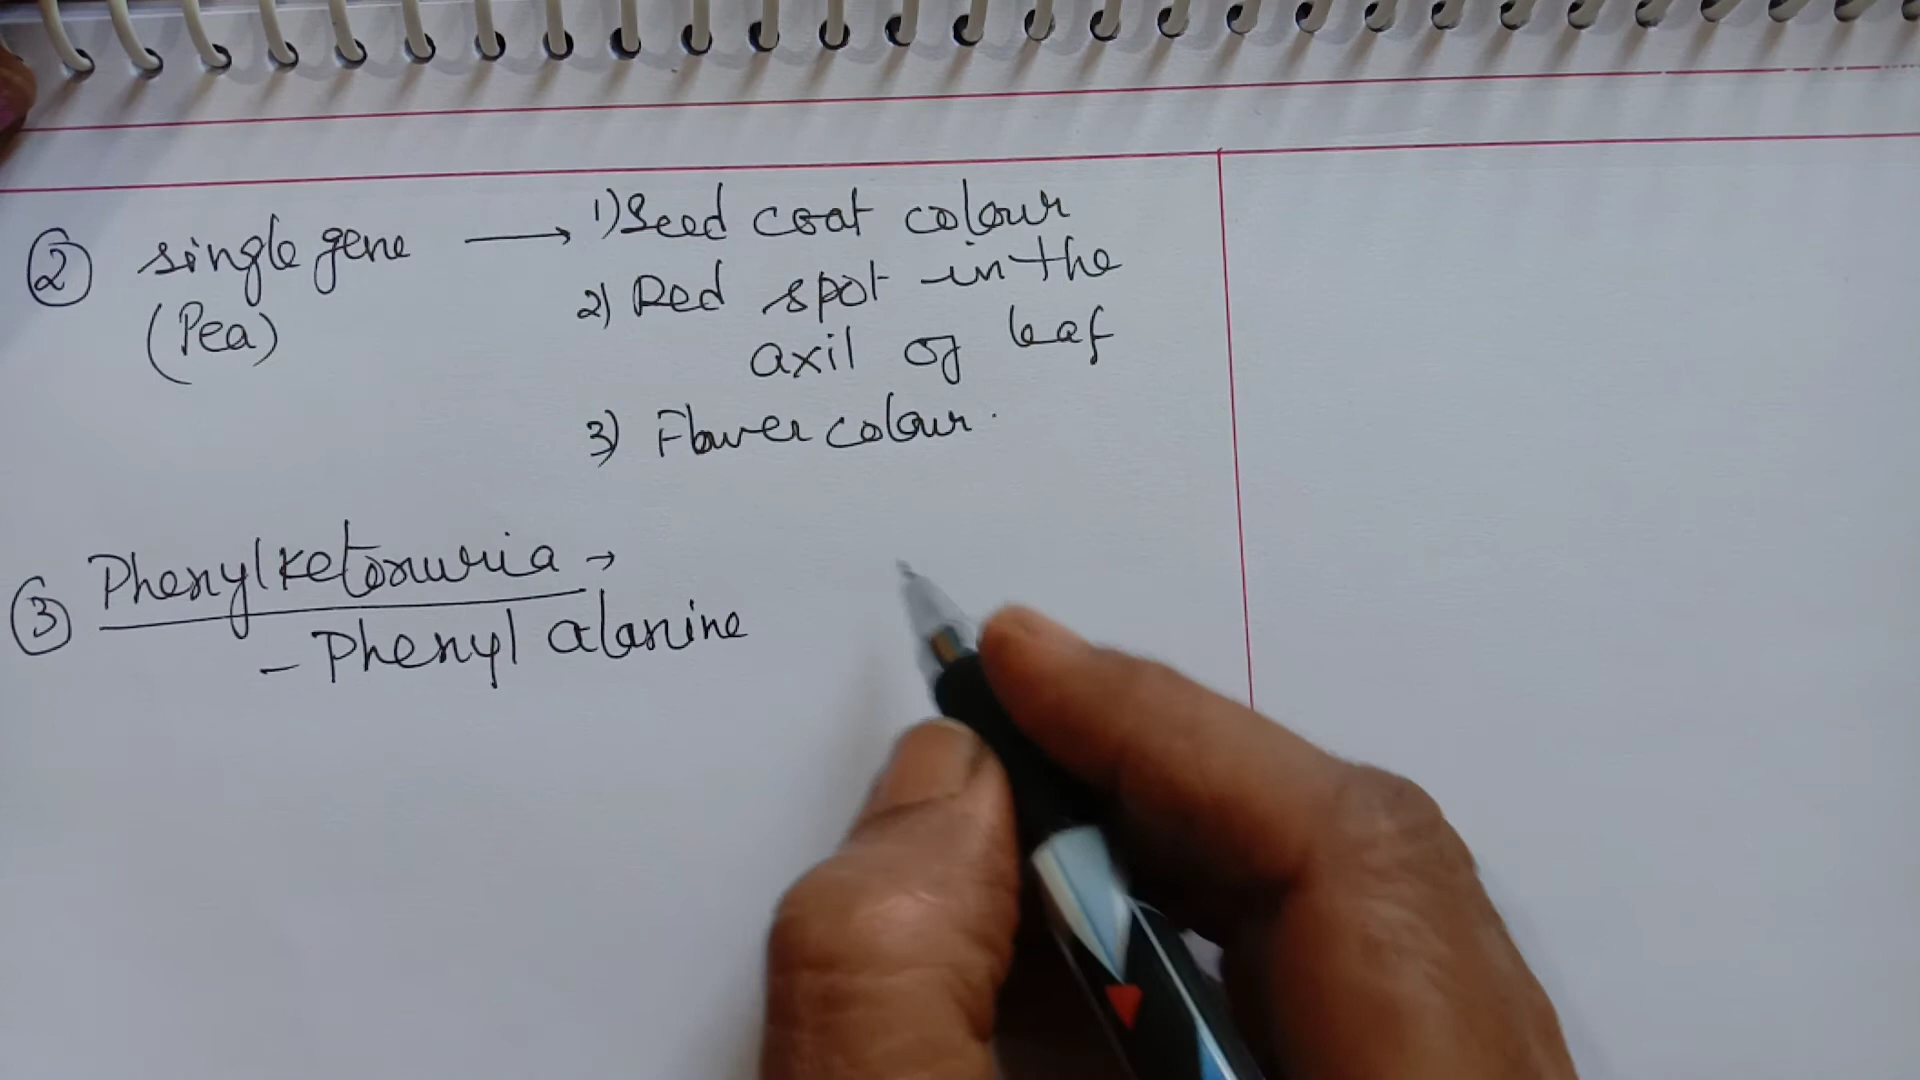 ② single gene → 1) Seed coat colour
(Pea)
2) Red spot in the
axil of leaf
3) Flower colour.
③ Phenylketonuria →
- Phenyl alanine